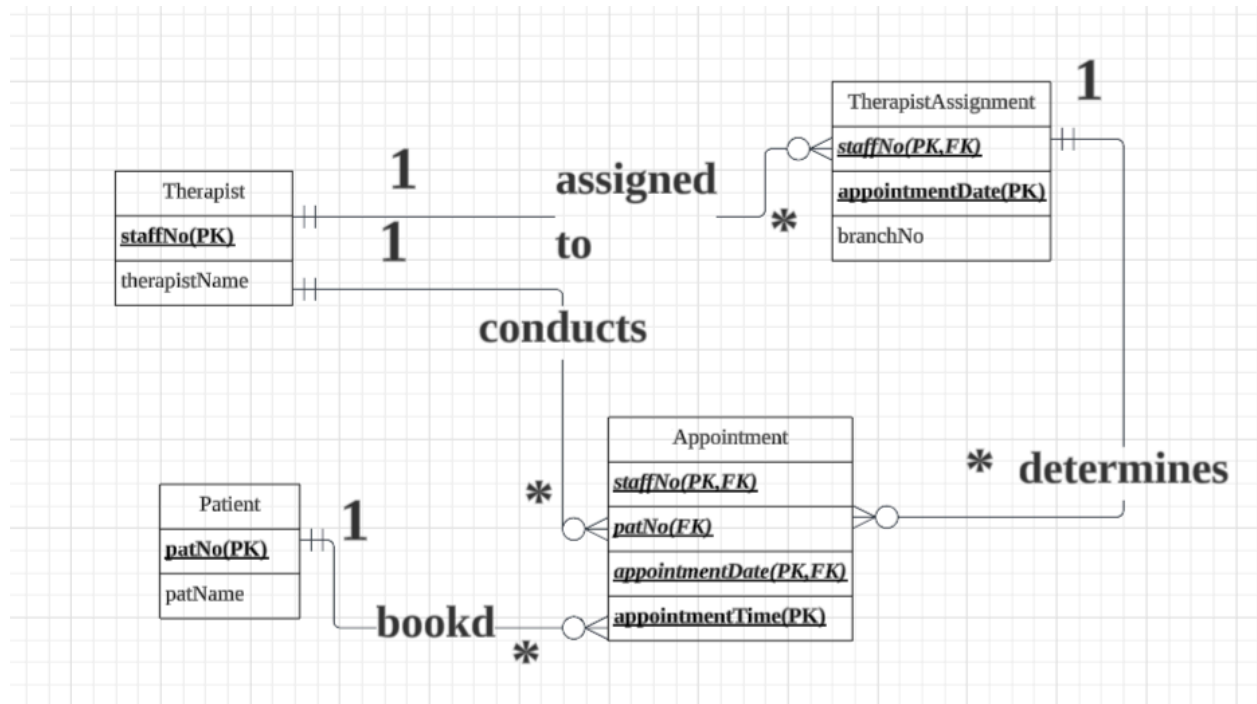 Therapist
staffNo(PK)
therapistName
1
1
assigned
to
*
TherapistAssignment
staffNo(PK,FK)
appointmentDate(PK)
branchNo
1
conducts
*
Patient
patNo(PK)
patName
1
bookd
*
Appointment
staffNo(PK,FK)
patNo(FK)
appointmentDate(PK,FK)
appointmentTime(PK)
* determines